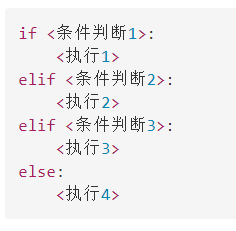 if <条件判断1>:
    <执行1>
elif <条件判断2>:
    <执行2>
elif <条件判断3>:
    <执行3>
else:
    <执行4>